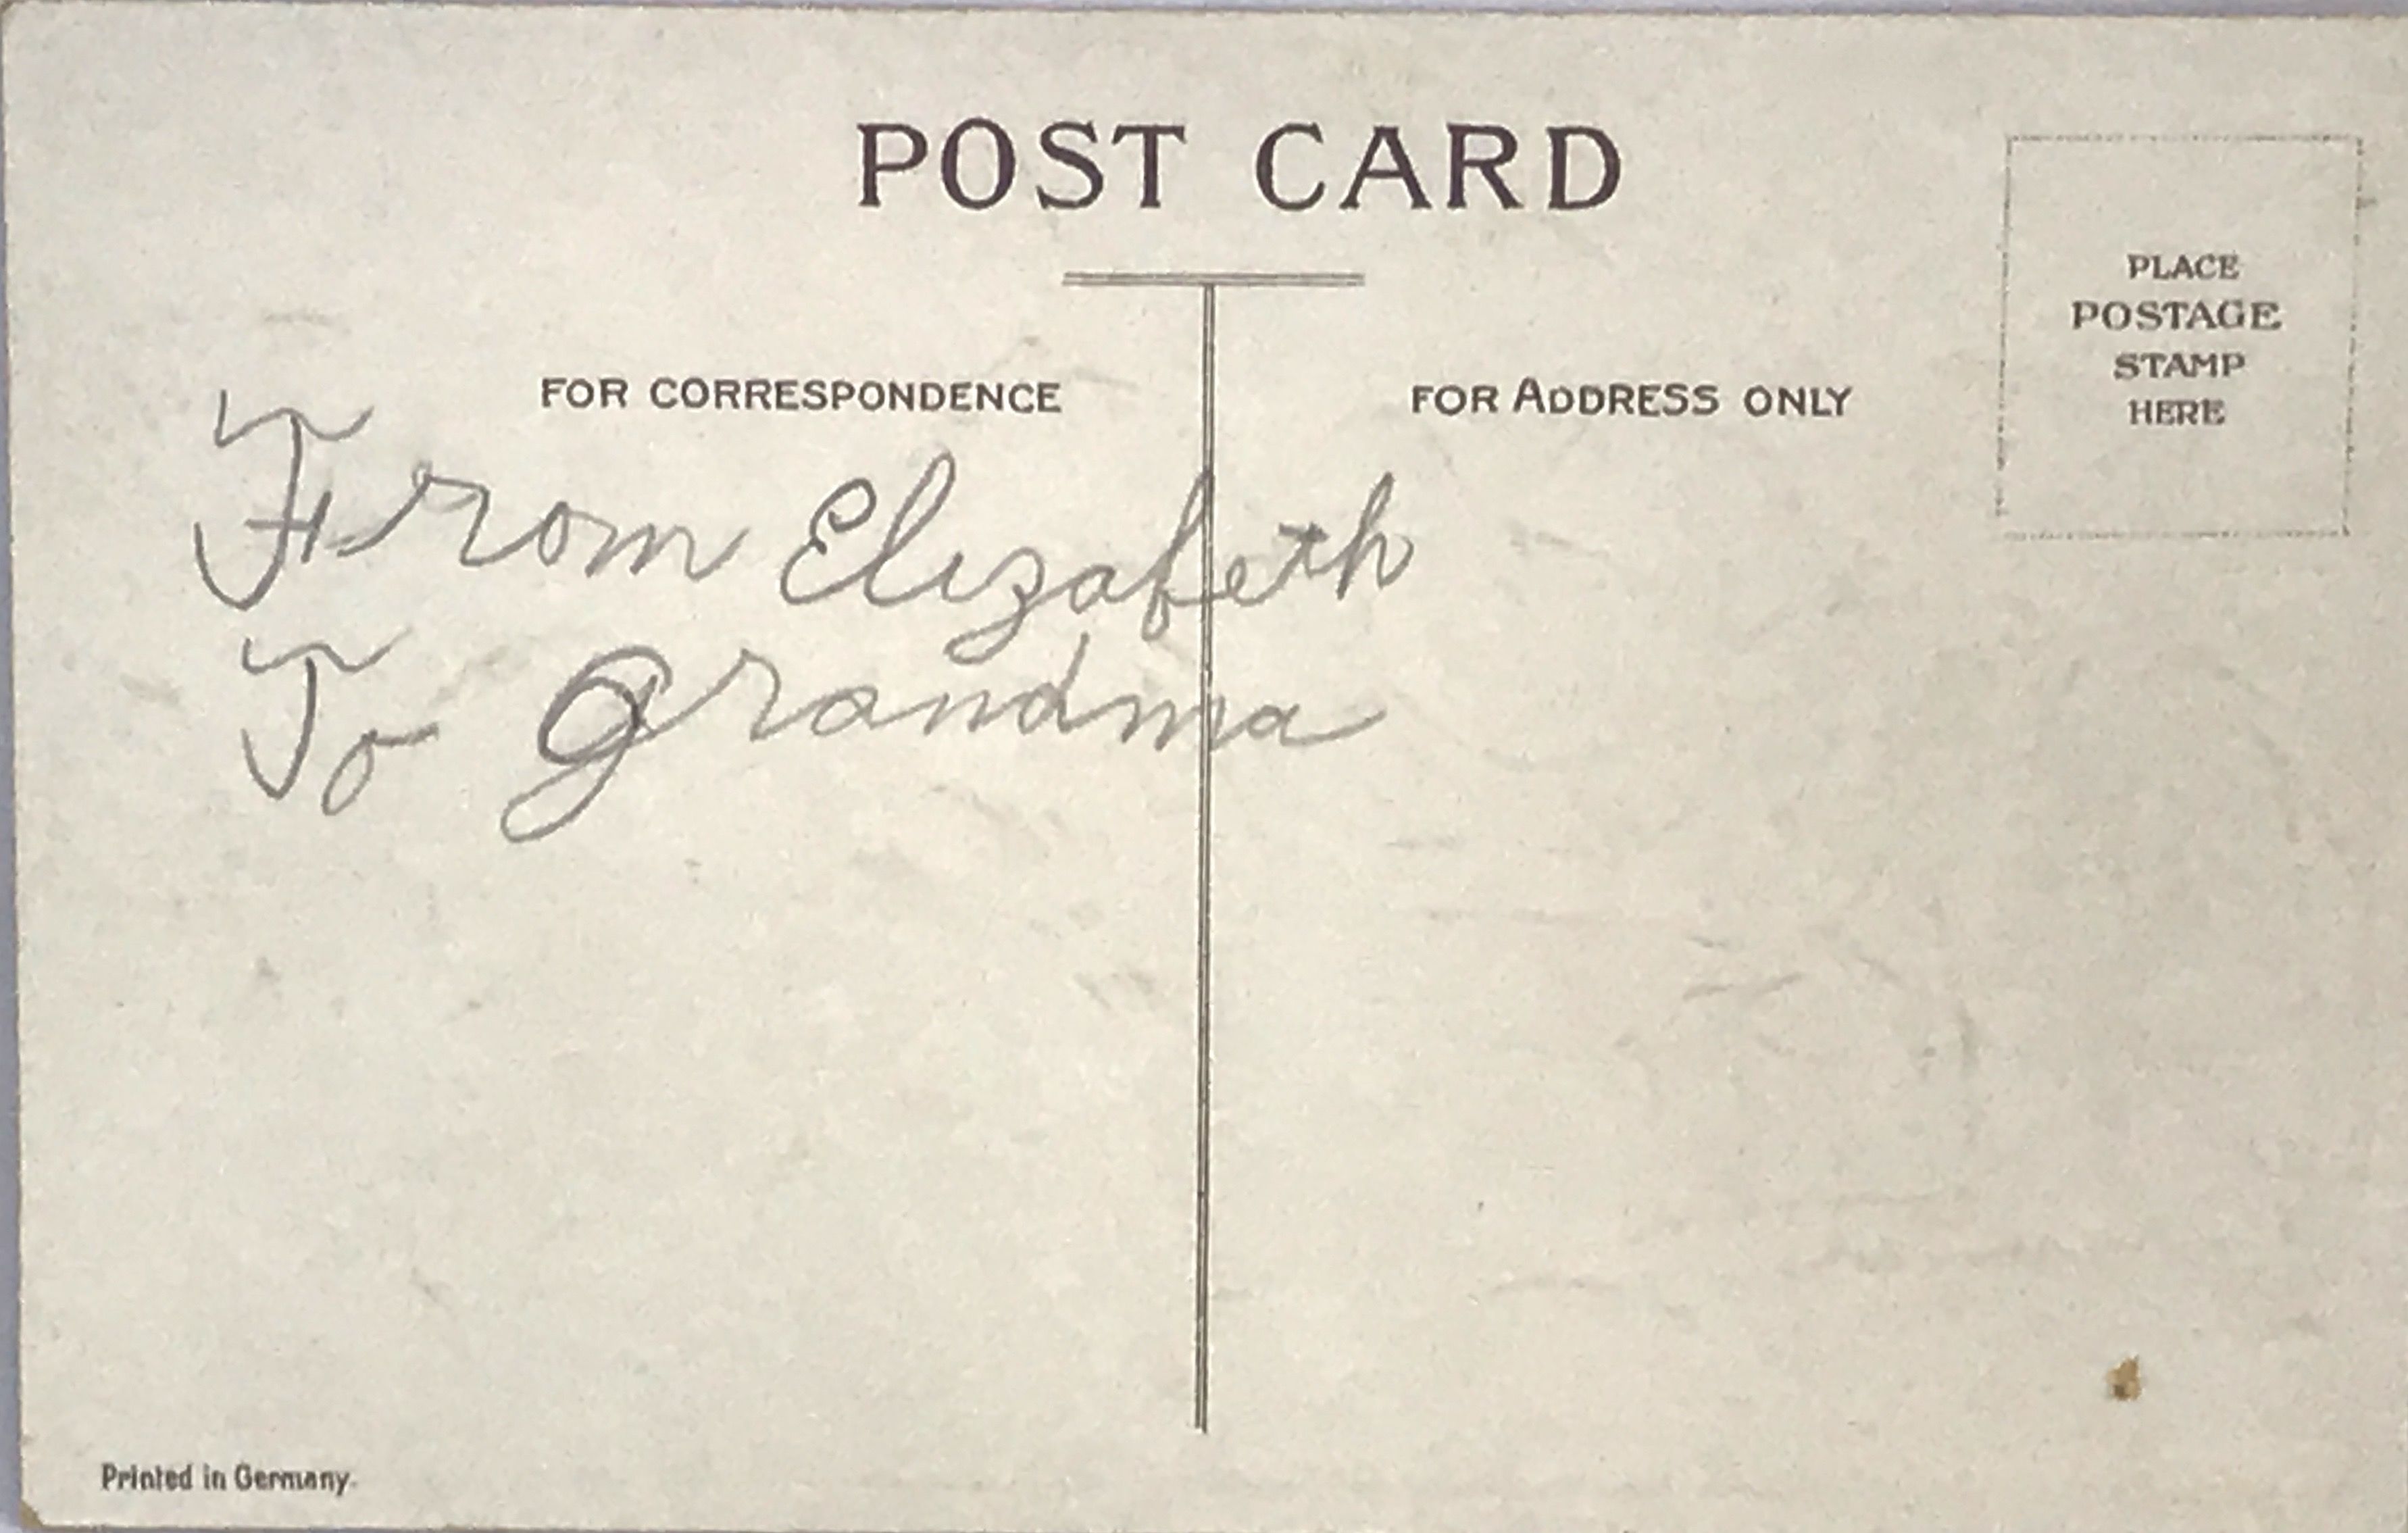 POST CARD
PLACE
POSTAGE
STAMP
HERE
FOR CORRESPONDENCE
FOR ADDRESS ONLY
From Elizabeth
To Grandma
Printed in Germany.